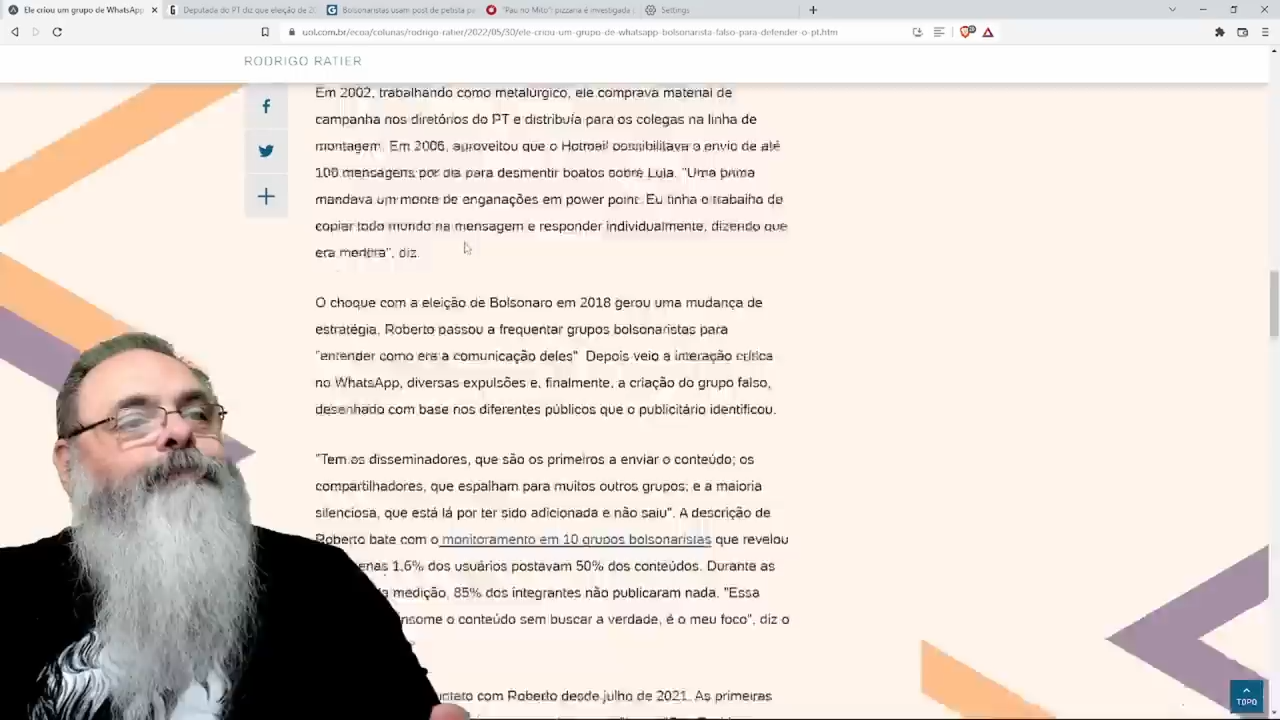 Ele criou um grupo de WhatsApp
Deputada do PT diz que eleição de 20
Bolsonaristas usam post de petista pa
"Pau no Mito": pizzaria é investigada
Settings
uol.com.br/ecoa/colunas/rodrigo-ratier/2022/05/30/ele-criou-um-grupo-de-whatsapp-bolsonarista-falso-para-defender-o-pt.htm
RODRIGO RATIER
Em 2002, trabalhando como metalúrgico, ele comprava material de
campanha nos diretórios do PT e distribuía para os colegas na linha de
montagem. Em 2006, aproveitou que o Hotmail possibilitava o envio de até
100 mensagens por dia para desmentir boatos sobre Lula. "Uma prima
mandava um monte de enganações em power point. Eu tinha o trabalho de
copiar todo mundo na mensagem e responder individualmente, dizendo que
era mentira", diz.
O choque com a eleição de Bolsonaro em 2018 gerou uma mudança de
estratégia. Roberto passou a frequentar grupos bolsonaristas para
"entender como era a comunicação deles". Depois veio a interação crítica
no WhatsApp, diversas expulsões e, finalmente, a criação do grupo falso,
desenhado com base nos diferentes públicos que o publicitário identificou.
"Tem os disseminadores, que são os primeiros a enviar o conteúdo; os
compartilhadores, que espalham para muitos outros grupos; e a maioria
silenciosa, que está lá por ter sido adicionada e não saiu". A descrição de
Roberto bate com o monitoramento em 10 grupos bolsonaristas que revelou
enas 1,6% dos usuários postavam 50% dos conteúdos. Durante as
medição, 85% dos integrantes não publicaram nada. "Essa
nsome o conteúdo sem buscar a verdade, é o meu foco", diz o
com Roberto desde julho de 2021. As primeiras
TOPO